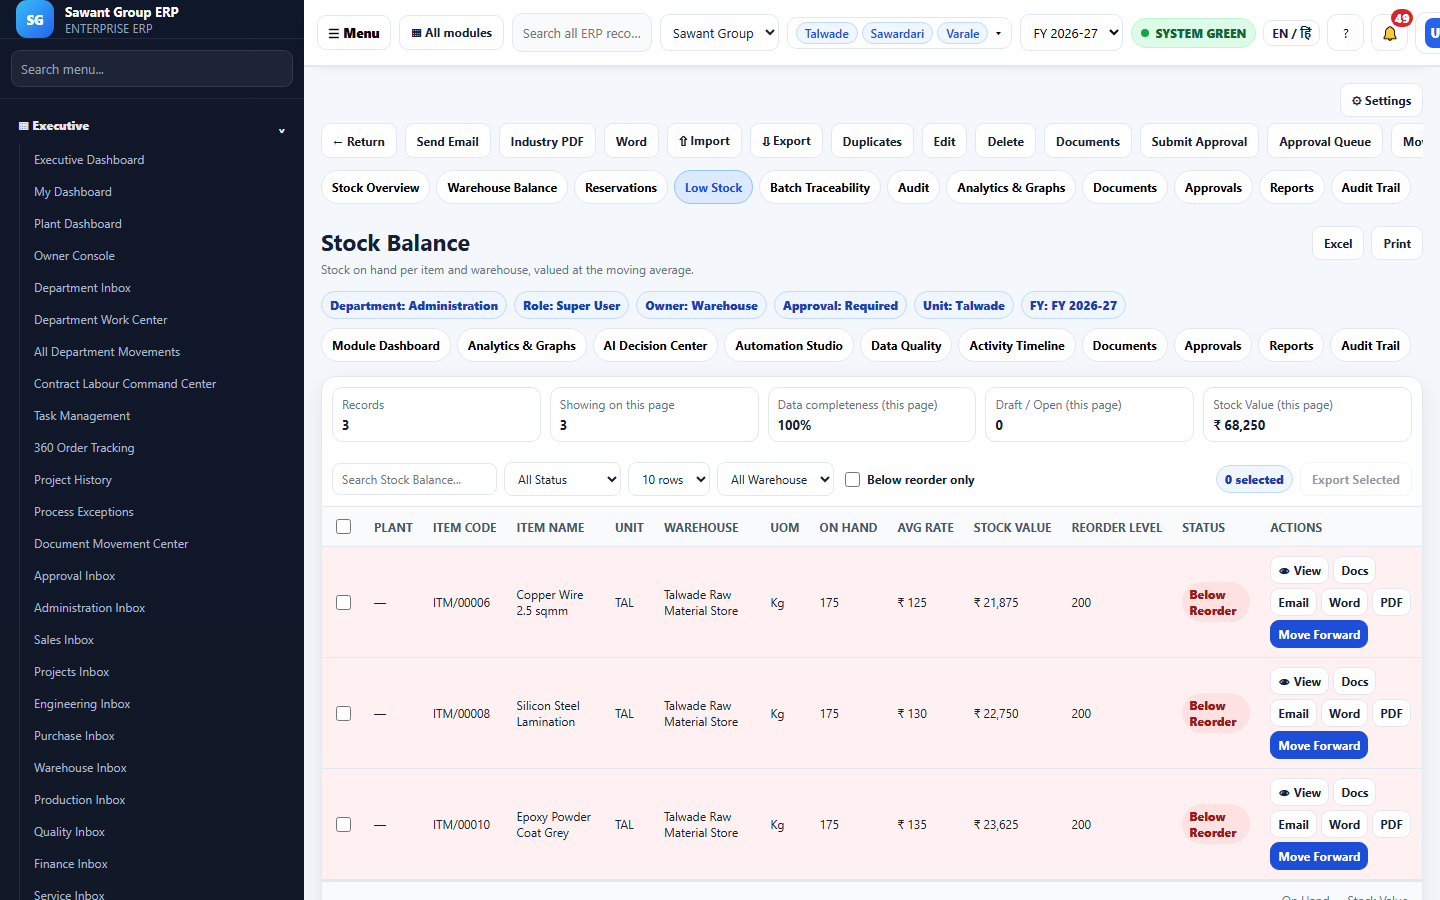 SG
Sawant Group ERP
ENTERPRISE ERP
Search menu...
Executive
Executive Dashboard
My Dashboard
Plant Dashboard
Owner Console
Department Inbox
Department Work Center
All Department Movements
Contract Labour Command Center
Task Management
360 Order Tracking
Project History
Process Exceptions
Document Movement Center
Approval Inbox
Administration Inbox
Sales Inbox
Projects Inbox
Engineering Inbox
Purchase Inbox
Warehouse Inbox
Production Inbox
Quality Inbox
Finance Inbox
Service Inbox
☰ Menu All modules Search all ERP reco... Sawant Group Talwade Sawardari Varale FY 2026-27 SYSTEM GREEN EN / हिं ? 49 U
⚙ Settings
← Return Send Email Industry PDF Word ⇧ Import ⇩ Export Duplicates Edit Delete Documents Submit Approval Approval Queue
Stock Overview Warehouse Balance Reservations Low Stock Batch Traceability Audit Analytics & Graphs Documents Approvals Reports Audit Trail
Stock Balance Excel Print
Stock on hand per item and warehouse, valued at the moving average.
Department: Administration Role: Super User Owner: Warehouse Approval: Required Unit: Talwade FY: FY 2026-27
Module Dashboard Analytics & Graphs AI Decision Center Automation Studio Data Quality Activity Timeline Documents Approvals Reports Audit Trail
Records Showing on this page Data completeness (this page) Draft / Open (this page) Stock Value (this page)
3 3 100% 0 ₹ 68,250
Search Stock Balance... All Status 10 rows All Warehouse Below reorder only 0 selected Export Selected
PLANT ITEM CODE ITEM NAME UNIT WAREHOUSE UOM ON HAND AVG RATE STOCK VALUE REORDER LEVEL STATUS ACTIONS
— ITM/00006 Copper Wire 2.5 sqmm TAL Talwade Raw Material Store Kg 175 ₹ 125 ₹ 21,875 200 Below Reorder View Docs Email Word PDF Move Forward
— ITM/00008 Silicon Steel Lamination TAL Talwade Raw Material Store Kg 175 ₹ 130 ₹ 22,750 200 Below Reorder View Docs Email Word PDF Move Forward
— ITM/00010 Epoxy Powder Coat Grey TAL Talwade Raw Material Store Kg 175 ₹ 135 ₹ 23,625 200 Below Reorder View Docs Email Word PDF Move Forward